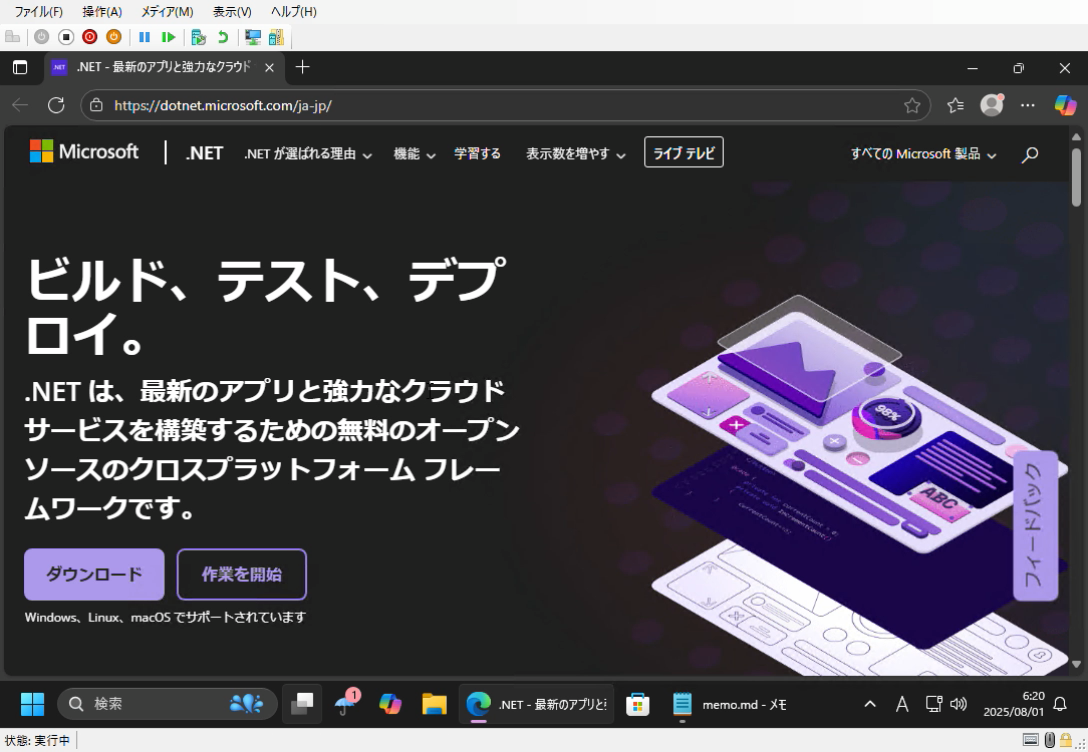 ファイル(F) 操作(A) メディア(M) 表示(V) ヘルプ(H)
.NET .NET - 最新のアプリと強力なクラウド
https://dotnet.microsoft.com/ja-jp/
Microsoft .NET .NET が選ばれる理由 機能 学習する 表示数を増やす ライブ テレビ すべての Microsoft 製品
ビルド、テスト、デプ
ロイ。
.NET は、最新のアプリと強力なクラウド
サービスを構築するための無料のオープン
ソースのクロスプラットフォーム フレー
ムワークです。
98%
ABC
フィードバック
ダウンロード 作業を開始
Windows、Linux、macOS でサポートされています
検索 1 .NET - 最新のアプリと memo.md - メモ A 6:20
2025/08/01
状態: 実行中